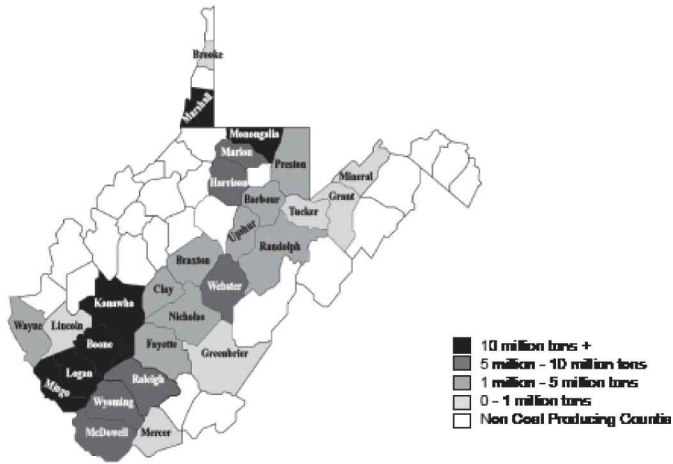 Brooke
Marshall
Monongalia
Marion
Preston
Harrison
Mineral
Barbour
Grant
Tucker
Upshur
Randolph
Braxton
Webster
Clay
Kanawha
Nicholas
Wayne
Lincoln
Boone
Fayette
Greenbrier
Logan
Mingo
Raleigh
Wyoming
McDowell
Mercer
10 million tons +
5 million - 10 million tons
1 million - 5 million tons
0 - 1 million tons
Non Coal Producing Countie